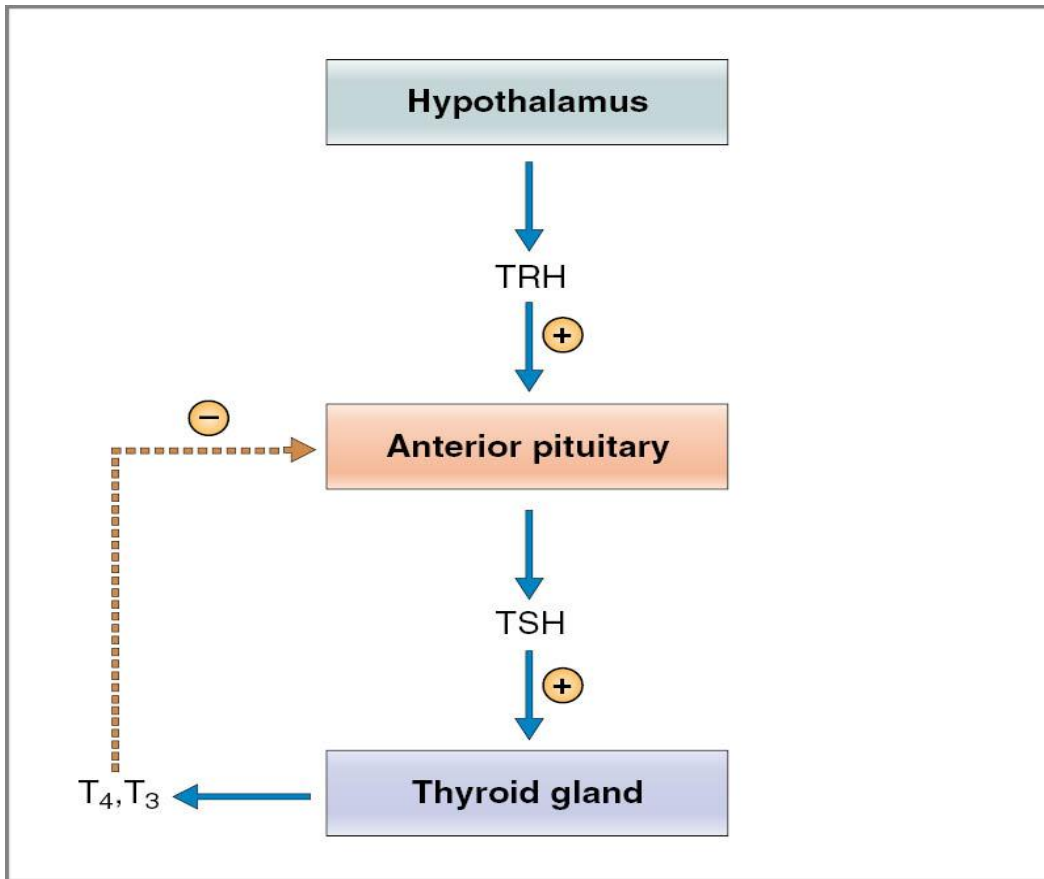 Hypothalamus
TRH
+
−
Anterior pituitary
TSH
+
Thyroid gland
T₄,T₃